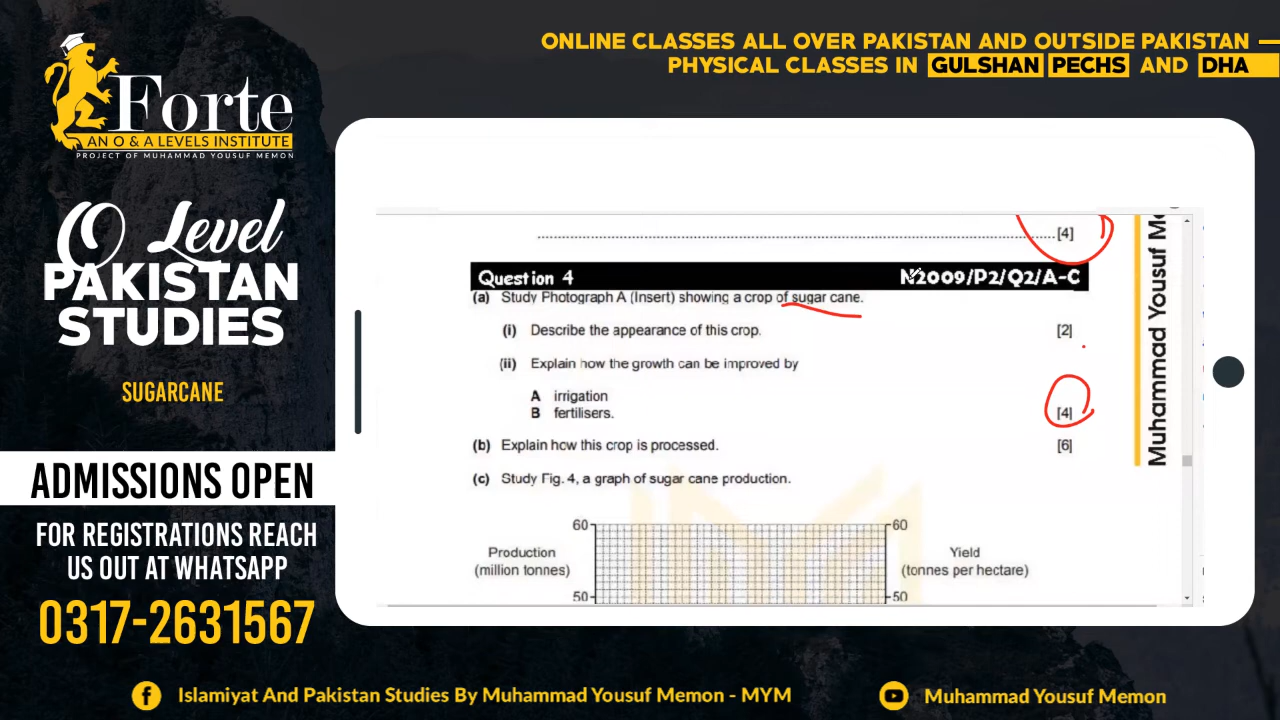 ONLINE CLASSES ALL OVER PAKISTAN AND OUTSIDE PAKISTAN
PHYSICAL CLASSES IN GULSHAN PECHS AND DHA
Forte
AN O & A LEVELS INSTITUTE
PROJECT OF MUHAMMAD YOUSUF MEMON
O Level
PAKISTAN
STUDIES
SUGARCANE
ADMISSIONS OPEN
FOR REGISTRATIONS REACH
US OUT AT WHATSAPP
0317-2631567
[4]
Question 4 N2009/P2/Q2/A-C
(a) Study Photograph A (Insert) showing a crop of sugar cane.
(i) Describe the appearance of this crop. [2]
(ii) Explain how the growth can be improved by
A irrigation
B fertilisers. [4]
(b) Explain how this crop is processed. [6]
(c) Study Fig. 4, a graph of sugar cane production.
60 60
Production Yield
(million tonnes) (tonnes per hectare)
50 50
Muhammad Yousuf
Islamiyat And Pakistan Studies By Muhammad Yousuf Memon - MYM
Muhammad Yousuf Memon